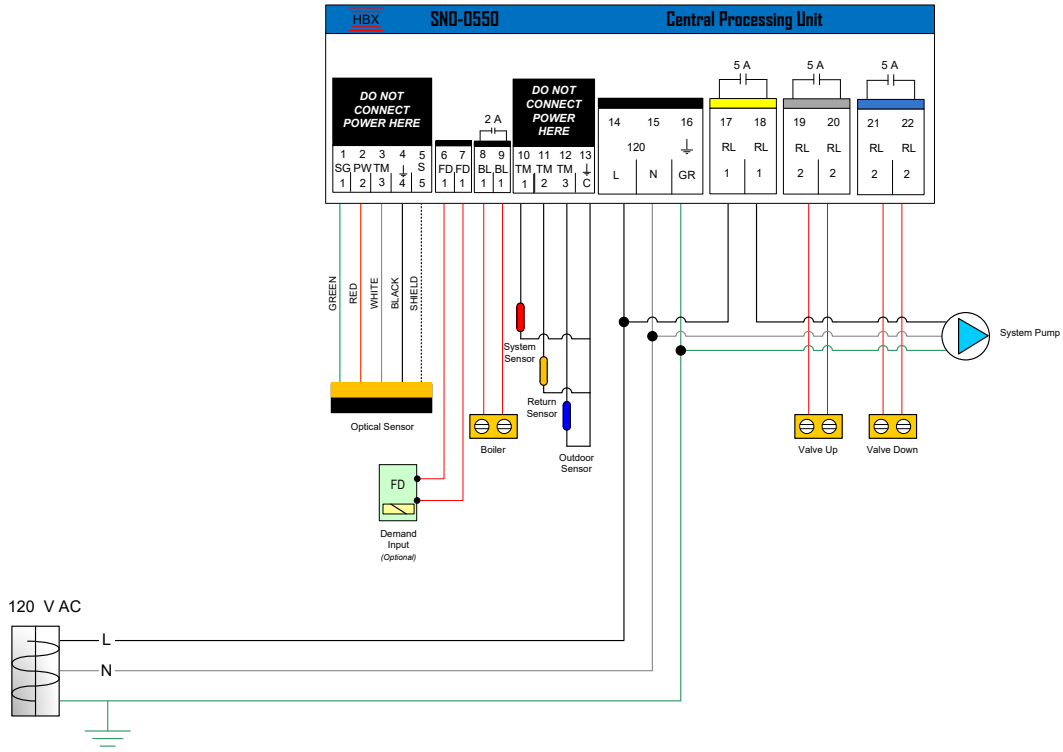 HBX SNO-0550 Central Processing Unit
5 A 5 A 5 A
DO NOT CONNECT POWER HERE
2 A
DO NOT CONNECT POWER HERE
1 2 3 4 5 6 7 8 9 10 11 12 13
SG PW TM S FD FD BL BL TM TM TM
1 2 3 4 5 1 1 1 1 1 2 3 C
14 15 16 17 18 19 20 21 22
120 RL RL RL RL RL RL
L N GR 1 1 2 2 2 2
GREEN
RED
WHITE
BLACK
SHIELD
System Sensor
Return Sensor
Outdoor Sensor
System Pump
Optical Sensor
Boiler
Valve Up
Valve Down
FD
Demand
Input
(Optional)
120 V AC
L
N